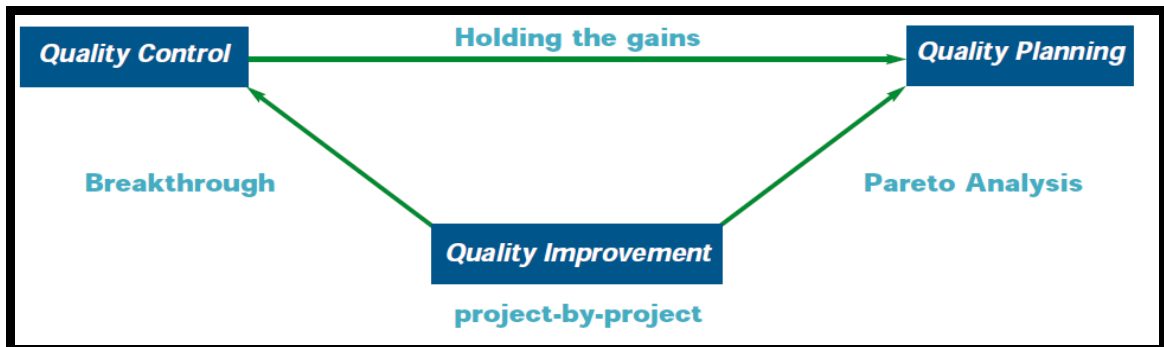 Holding the gains
Quality Control
Quality Planning
Breakthrough
Pareto Analysis
Quality Improvement
project-by-project